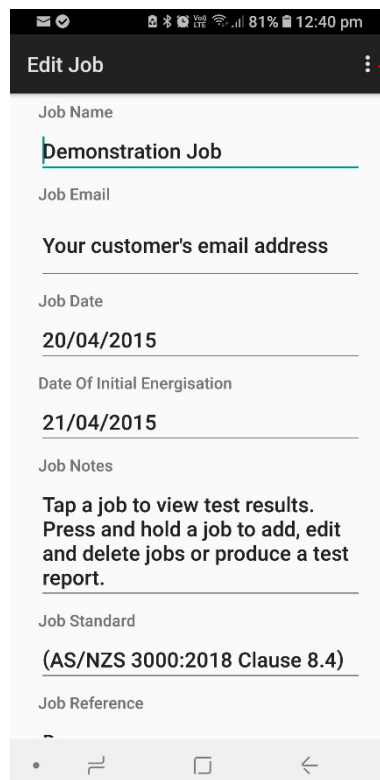 81% 12:40 pm
Edit Job
Job Name
Demonstration Job
Job Email
Your customer's email address
Job Date
20/04/2015
Date Of Initial Energisation
21/04/2015
Job Notes
Tap a job to view test results.
Press and hold a job to add, edit
and delete jobs or produce a test
report.
Job Standard
(AS/NZS 3000:2018 Clause 8.4)
Job Reference